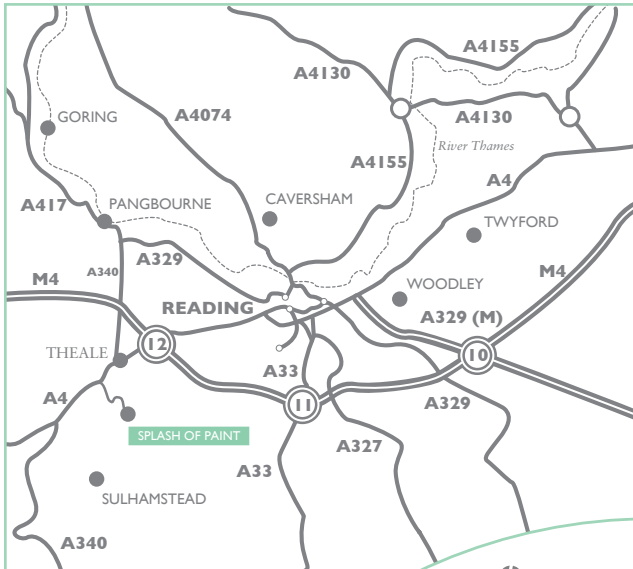 A4155
A4130
GORING
A4074
A4130
River Thames
A4155
A4
A417
PANGBOURNE
CAVERSHAM
TWYFORD
A329
A340
M4
M4
WOODLEY
READING
A329 (M)
THEALE
12
10
A33
A4
11
A329
SPLASH OF PAINT
A327
A33
SULHAMSTEAD
A340